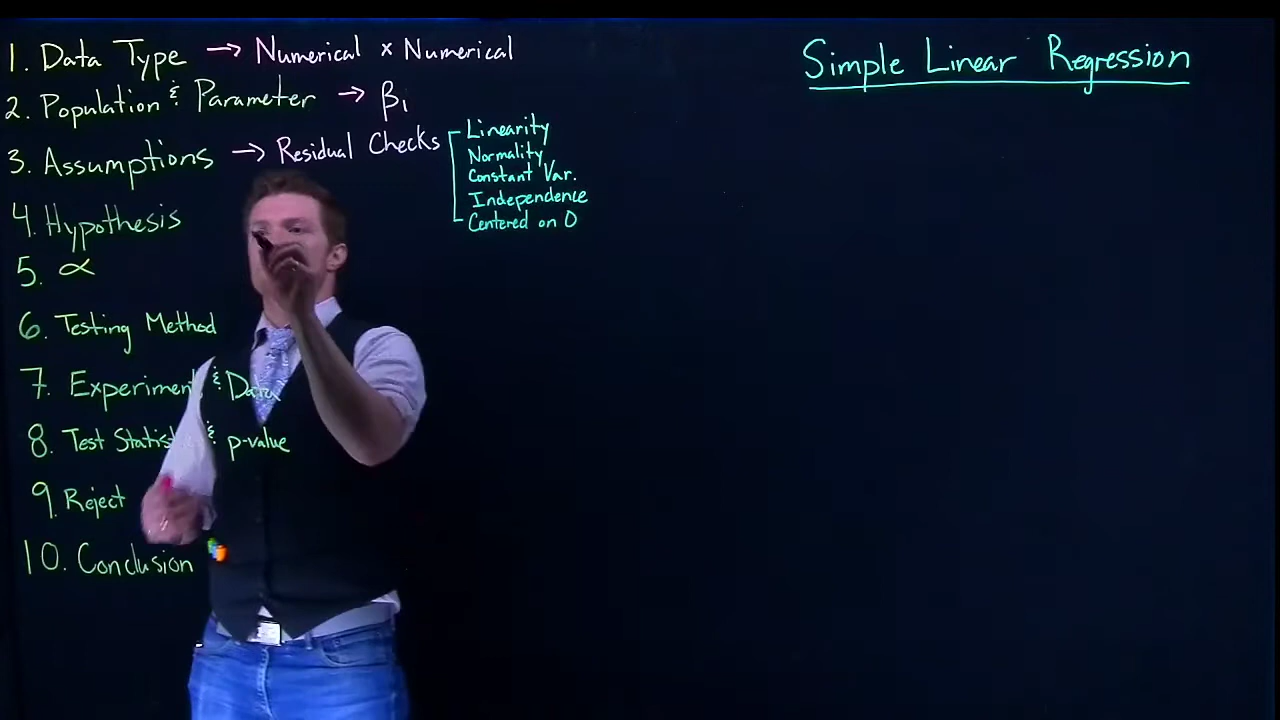 Simple Linear Regression
1. Data Type → Numerical × Numerical
2. Population & Parameter → β₁
3. Assumptions → Residual Checks
Linearity
Normality
Constant Var.
Independence
Centered on 0
4. Hypothesis
5. α
6. Testing Method
7. Experiment & Data
8. Test Statis & p-value
9. Reject
10. Conclusion